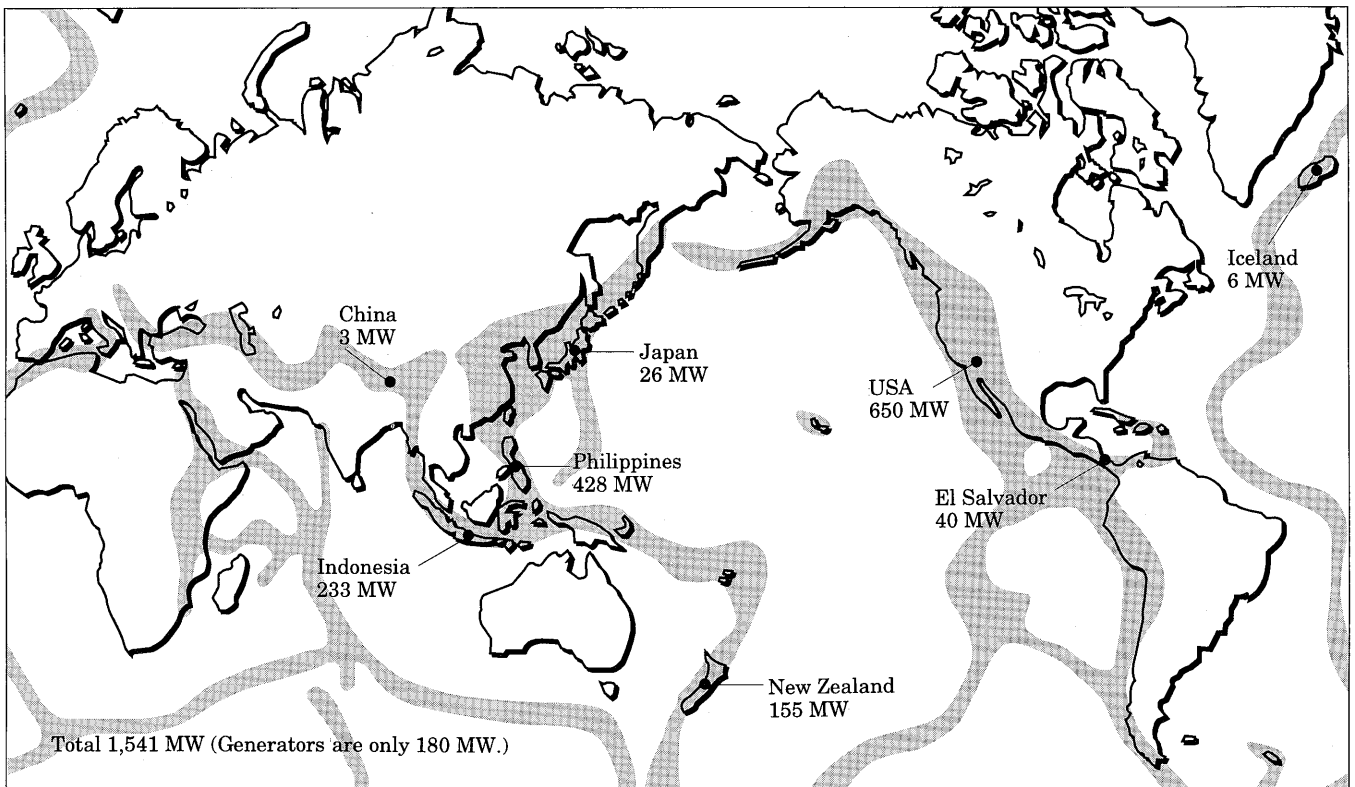 China
3 MW
Japan
26 MW
Philippines
428 MW
Indonesia
233 MW
New Zealand
155 MW
USA
650 MW
El Salvador
40 MW
Iceland
6 MW
Total 1,541 MW (Generators are only 180 MW.)